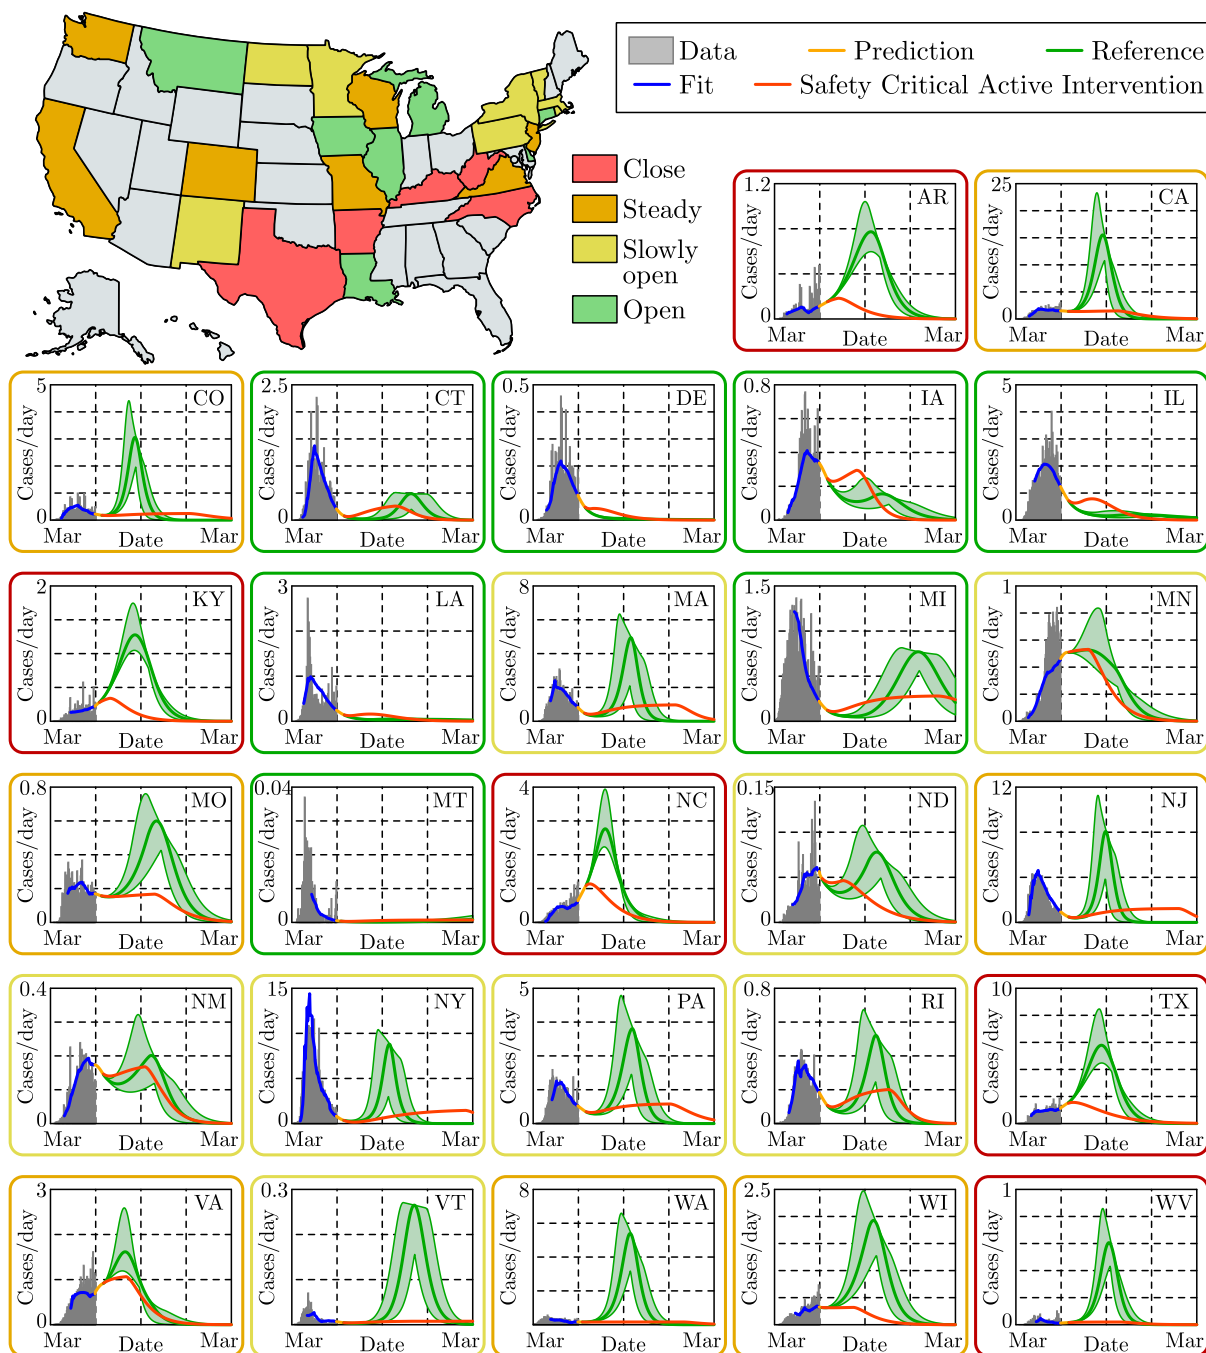 Data
Prediction
Reference
Fit
Safety Critical Active Intervention
Close
Steady
Slowly
open
Open
1.2
AR
Cases/day
0
Mar
Date
Mar
25
CA
Cases/day
0
Mar
Date
Mar
5
CO
Cases/day
0
Mar
Date
Mar
2.5
CT
Cases/day
0
Mar
Date
Mar
0.5
DE
Cases/day
0
Mar
Date
Mar
0.8
IA
Cases/day
0
Mar
Date
Mar
5
IL
Cases/day
0
Mar
Date
Mar
2
KY
Cases/day
0
Mar
Date
Mar
3
LA
Cases/day
0
Mar
Date
Mar
8
MA
Cases/day
0
Mar
Date
Mar
1.5
MI
Cases/day
0
Mar
Date
Mar
1
MN
Cases/day
0
Mar
Date
Mar
0.8
MO
Cases/day
0
Mar
Date
Mar
0.04
MT
Cases/day
0
Mar
Date
Mar
4
NC
Cases/day
0
Mar
Date
Mar
0.15
ND
Cases/day
0
Mar
Date
Mar
12
NJ
Cases/day
0
Mar
Date
Mar
0.4
NM
Cases/day
0
Mar
Date
Mar
15
NY
Cases/day
0
Mar
Date
Mar
5
PA
Cases/day
0
Mar
Date
Mar
0.8
RI
Cases/day
0
Mar
Date
Mar
10
TX
Cases/day
0
Mar
Date
Mar
3
VA
Cases/day
0
Mar
Date
Mar
0.3
VT
Cases/day
0
Mar
Date
Mar
8
WA
Cases/day
0
Mar
Date
Mar
2.5
WI
Cases/day
0
Mar
Date
Mar
1
WV
Cases/day
0
Mar
Date
Mar